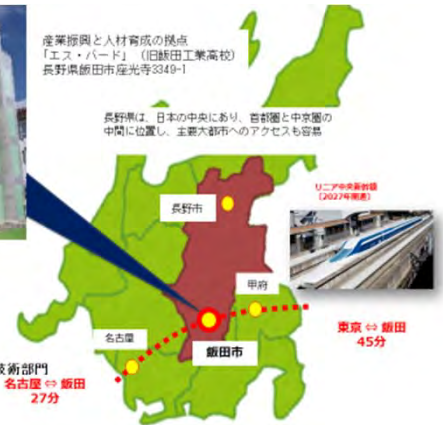 産業振興と人材育成の拠点
「エス・バード」（旧飯田工業高校）
長野県飯田市座光寺3349-1
長野県は、日本の中央にあり、首都圏と中京圏の
中間に位置し、主要大都市へのアクセスも容易
リニア中央新幹線
（2027年開通）
長野市
甲府
名古屋
飯田市
東京 ⇔ 飯田
45分
技術部門
名古屋 ⇔ 飯田
27分